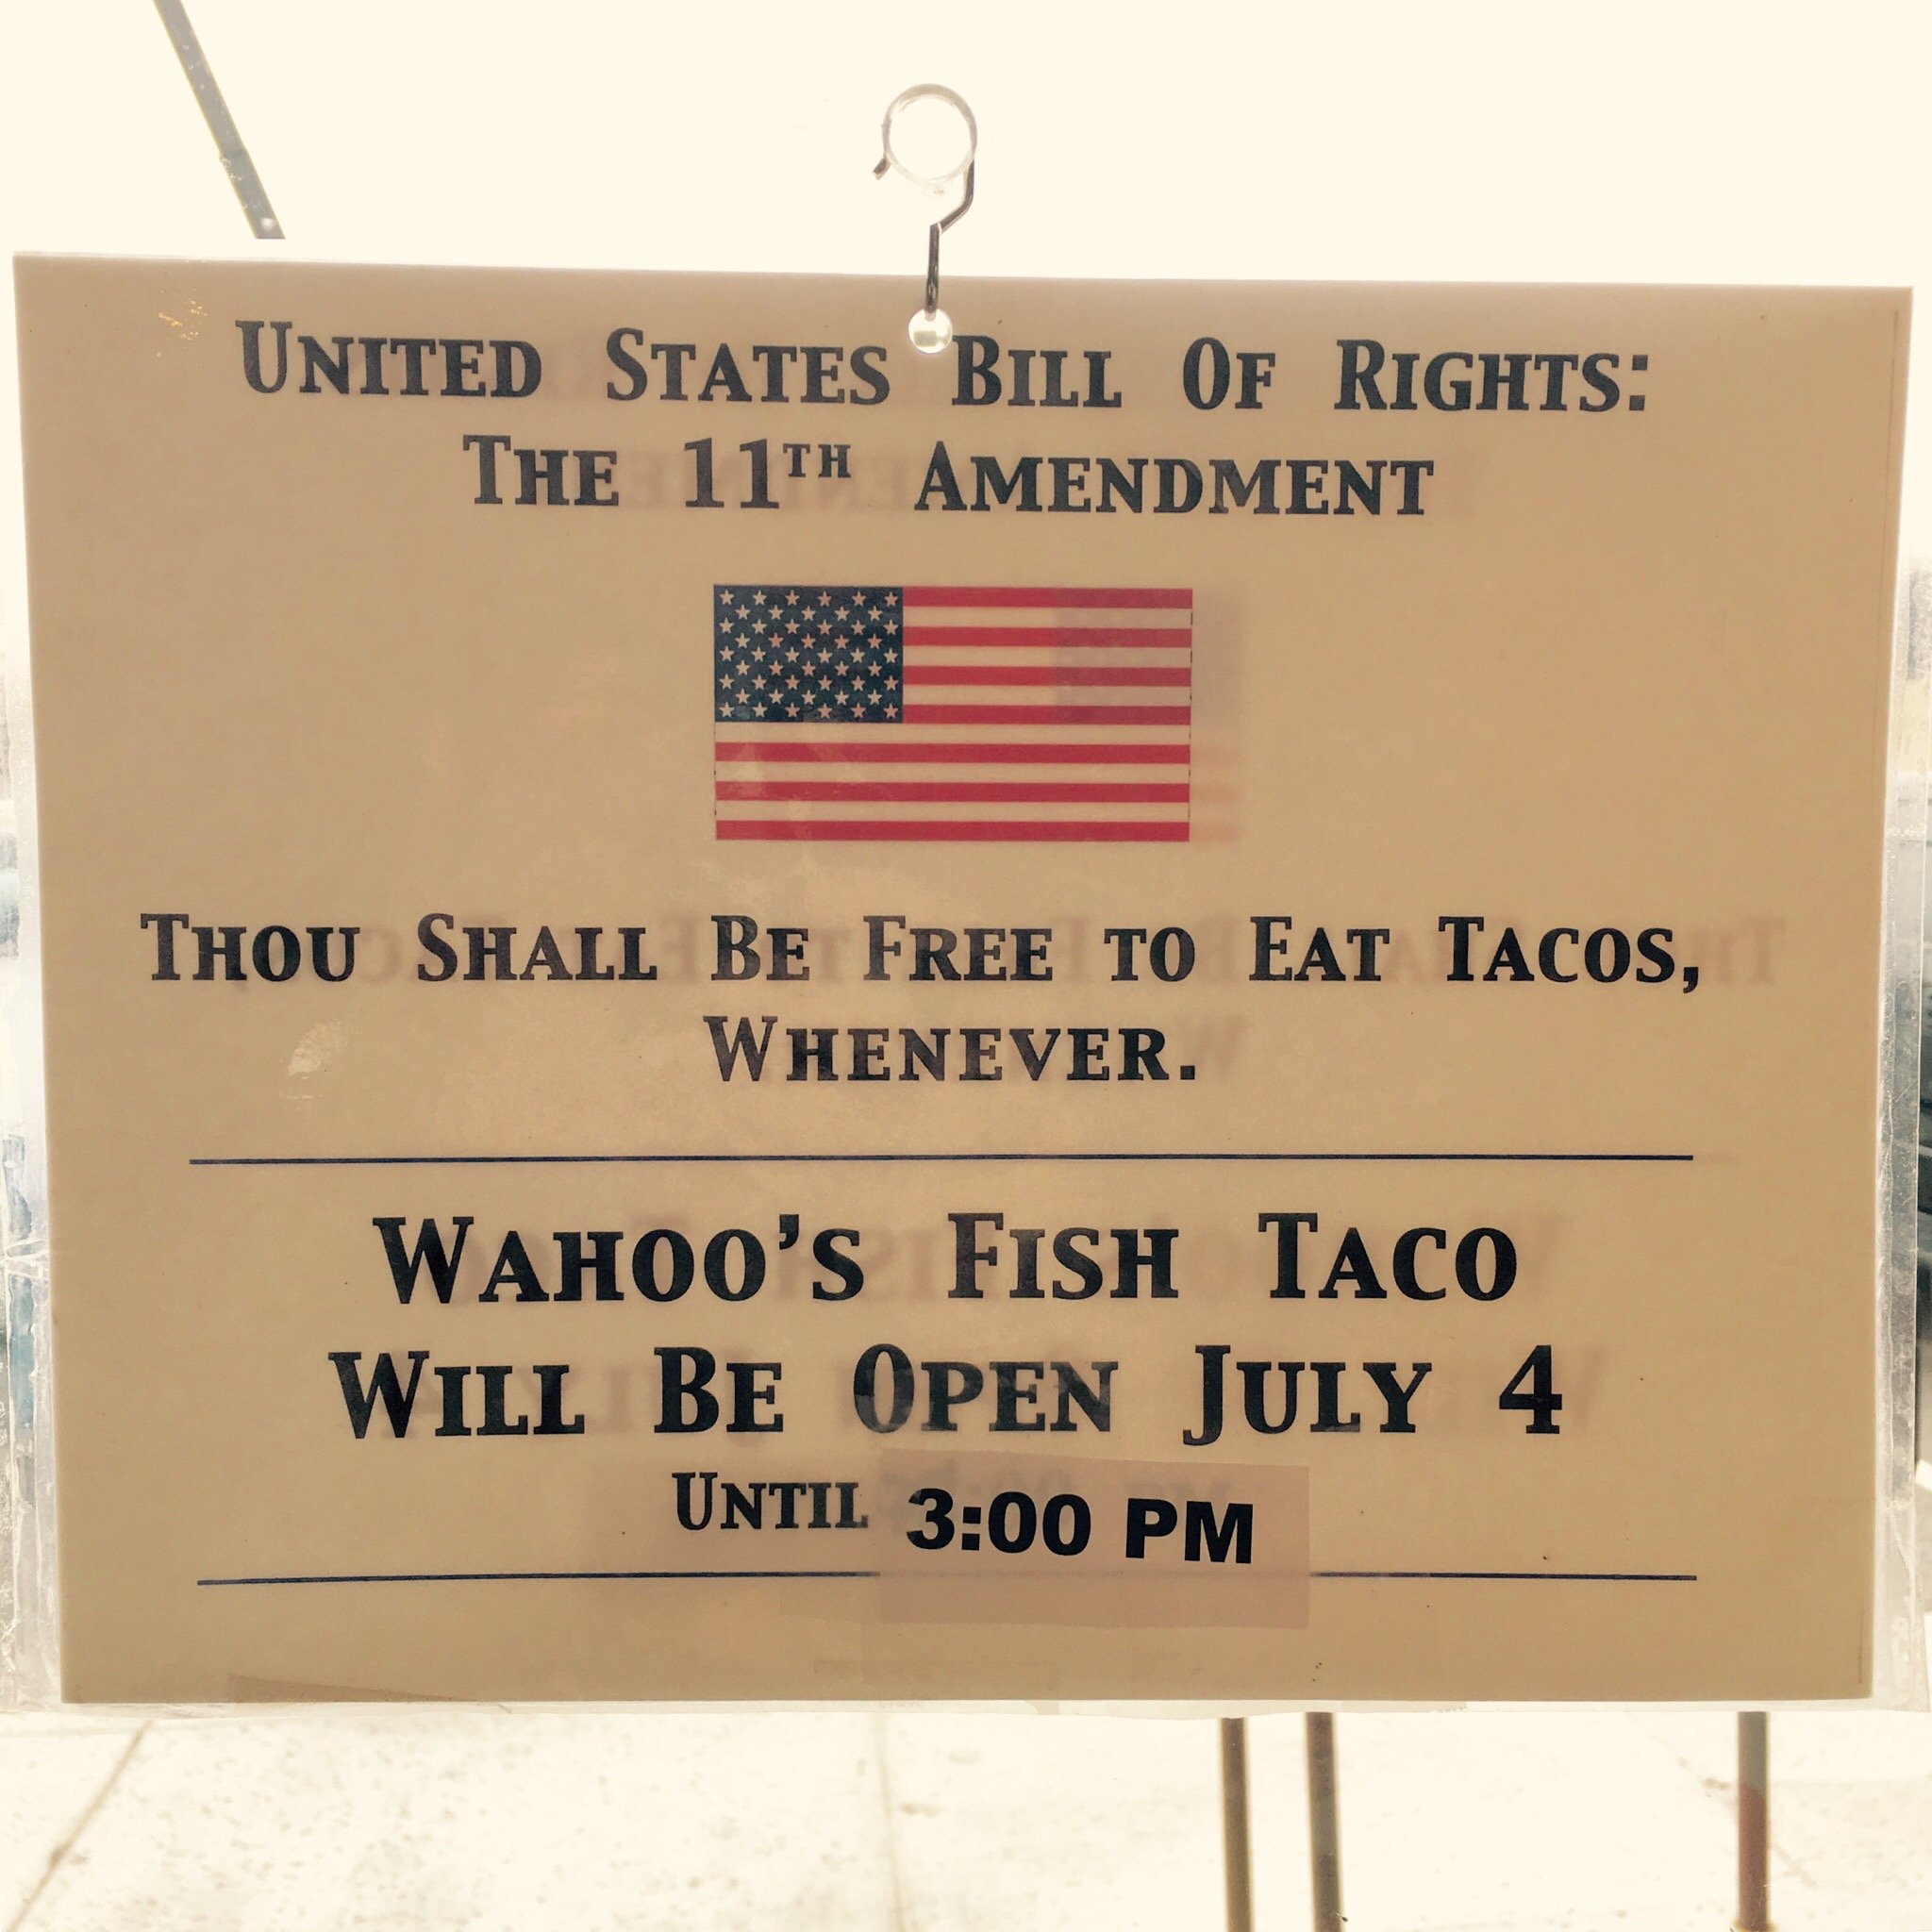 United States Bill Of Rights:
The 11th Amendment
Thou Shall Be Free to Eat Tacos,
Whenever.
Wahoo's Fish Taco
Will Be Open July 4
Until 3:00 PM